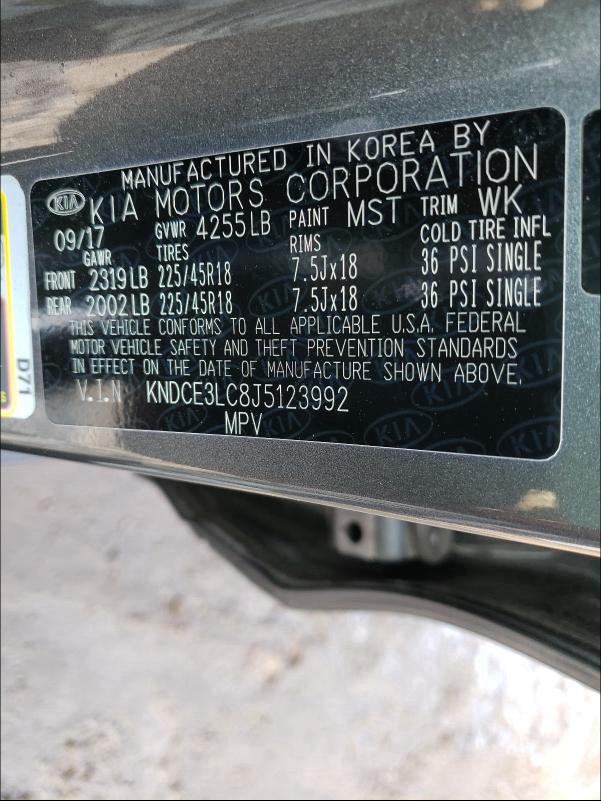 MANUFACTURED IN KOREA BY
KIA KIA MOTORS CORPORATION
09/17 GVWR 4255LB PAINT MST TRIM WK
GAWR TIRES RIMS COLD TIRE INFL
FRONT 2319LB 225/45R18 7.5Jx18 36 PSI SINGLE
REAR 2002LB 225/45R18 7.5Jx18 36 PSI SINGLE
THIS VEHICLE CONFORMS TO ALL APPLICABLE U.S.A. FEDERAL
MOTOR VEHICLE SAFETY AND THEFT PREVENTION STANDARDS
IN EFFECT ON THE DATE OF MANUFACTURE SHOWN ABOVE.
V.I.N KNDCE3LC8J5123992
MPV
D71